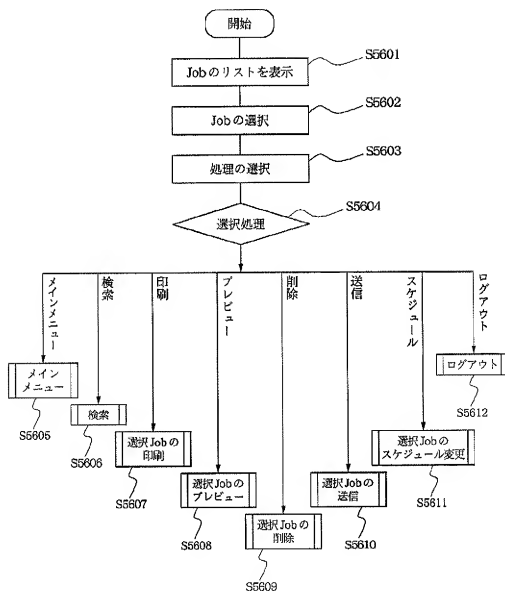 開始
Jobのリストを表示
S5601
Jobの選択
S5602
処理の選択
S5603
選択処理
S5604
メインメニュー
検索
印刷
プレビュー
削除
送信
スケジュール
ログアウト
メイン
メニュー
S5605
検索
S5606
選択Jobの
印刷
S5607
選択Jobの
プレビュー
S5608
選択Jobの
削除
S5609
選択Jobの
送信
S5610
選択Jobの
スケジュール変更
S5611
ログアウト
S5612